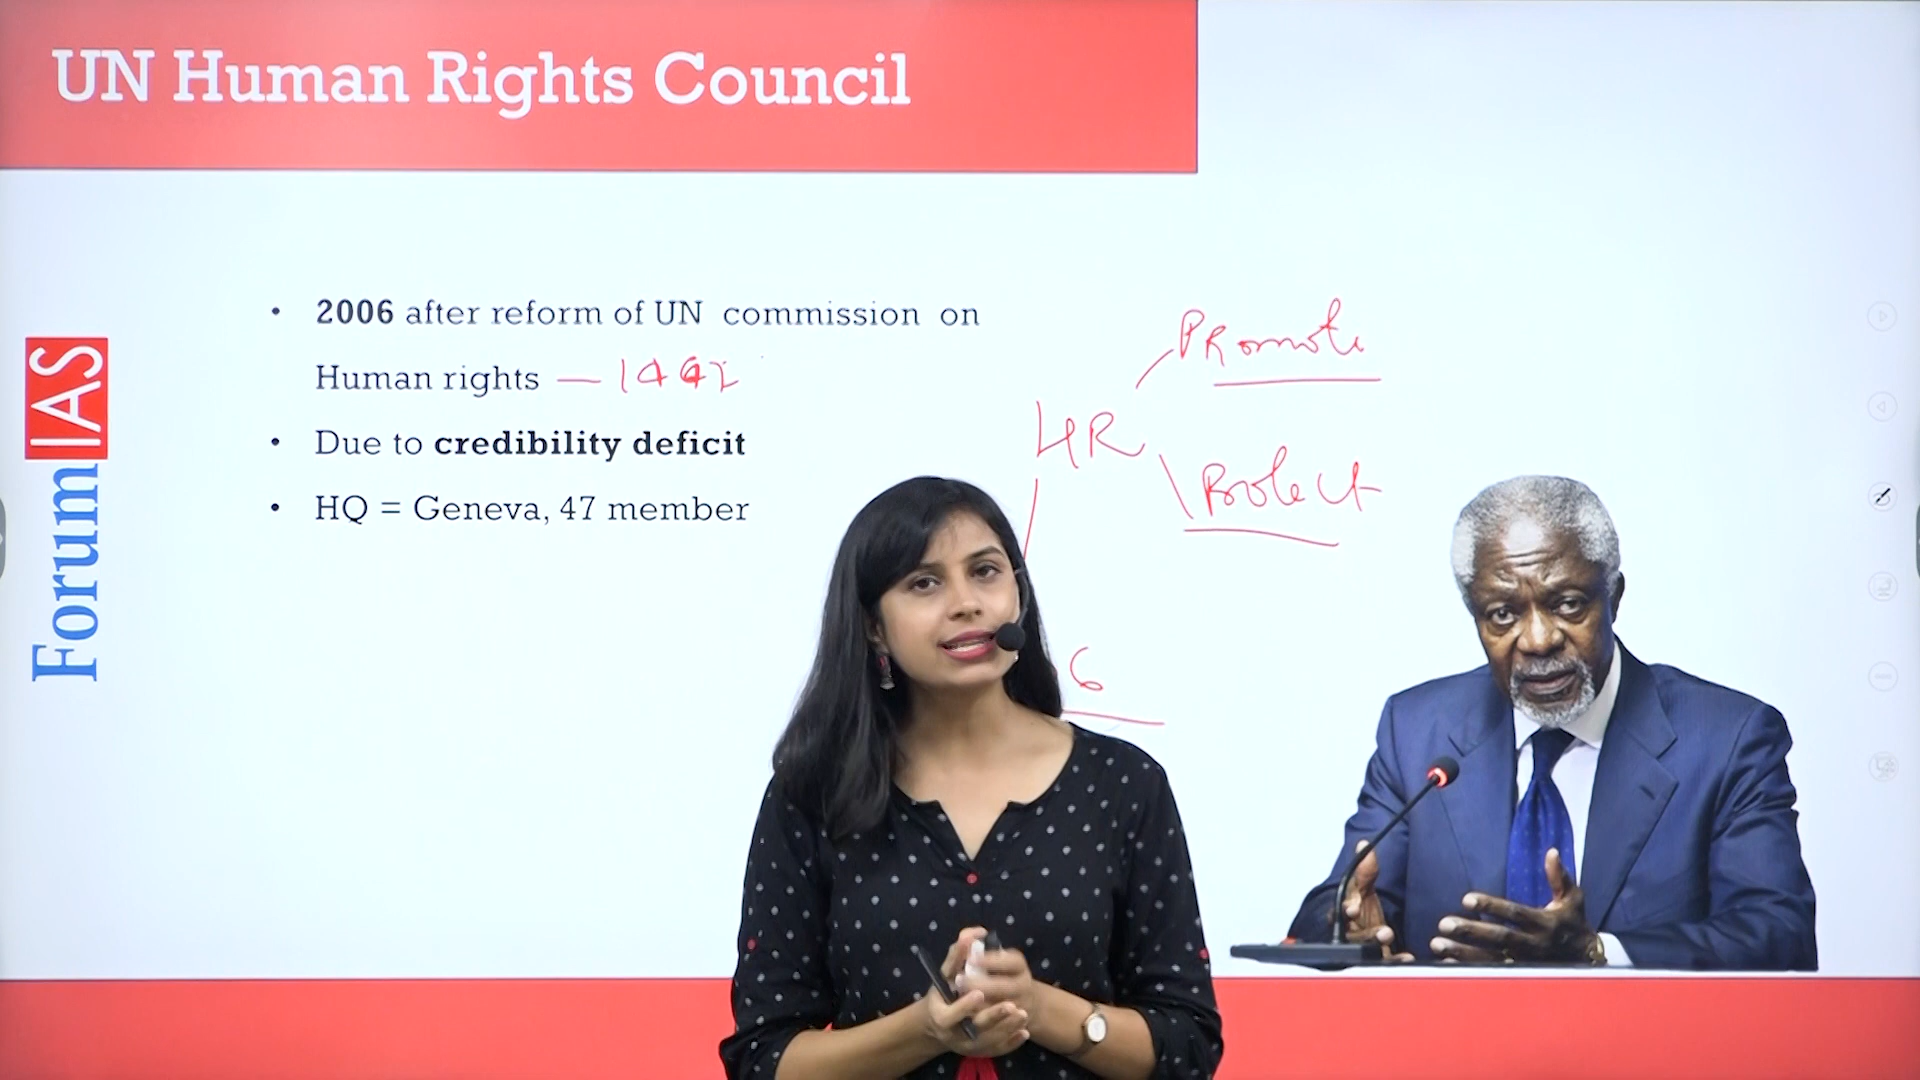 UN Human Rights Council
• 2006 after reform of UN commission on
Human rights
• Due to credibility deficit
• HQ = Geneva, 47 member
Promote
HR
Protect
6
ForumIAS